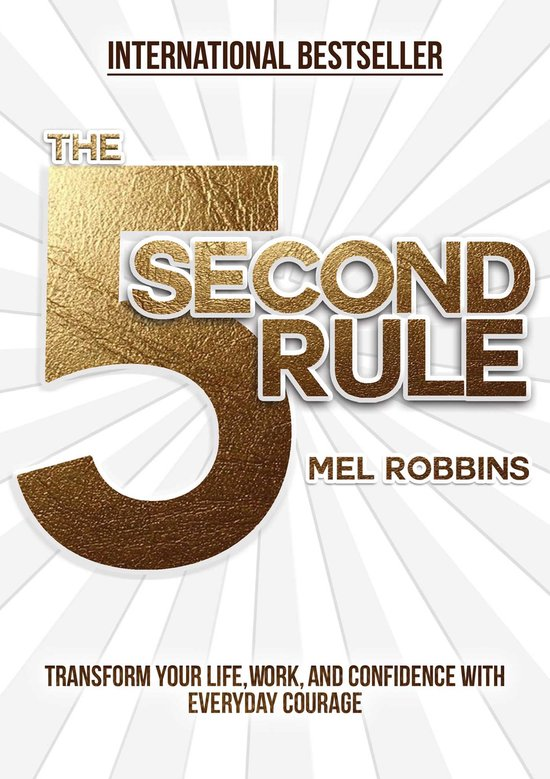 INTERNATIONAL BESTSELLER
THE
5 SECOND
RULE
MEL ROBBINS
TRANSFORM YOUR LIFE,WORK, AND CONFIDENCE WITH
EVERYDAY COURAGE